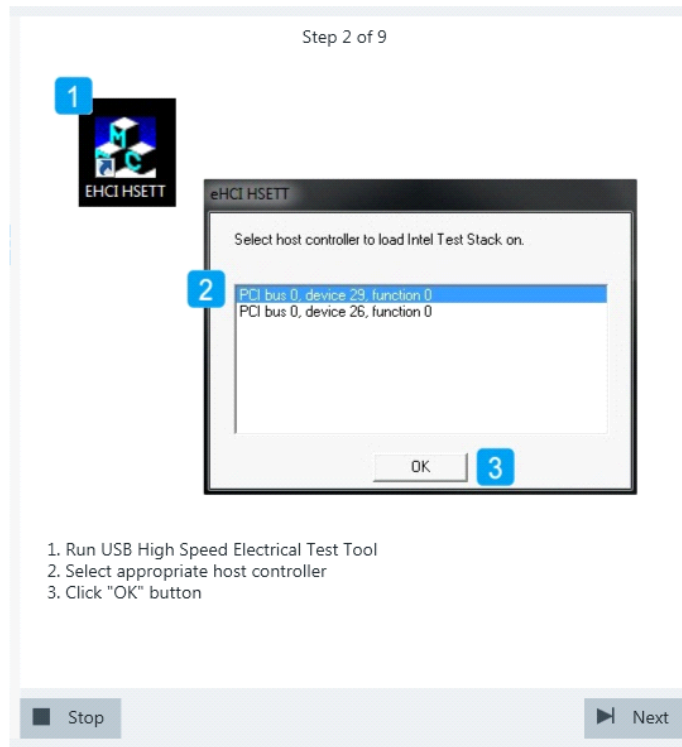 Step 2 of 9
1
EHCI HSETT
eHCI HSETT
Select host controller to load Intel Test Stack on.
2
PCI bus 0, device 29, function 0
PCI bus 0, device 26, function 0
OK
3
1. Run USB High Speed Electrical Test Tool
2. Select appropriate host controller
3. Click "OK" button
Stop
Next